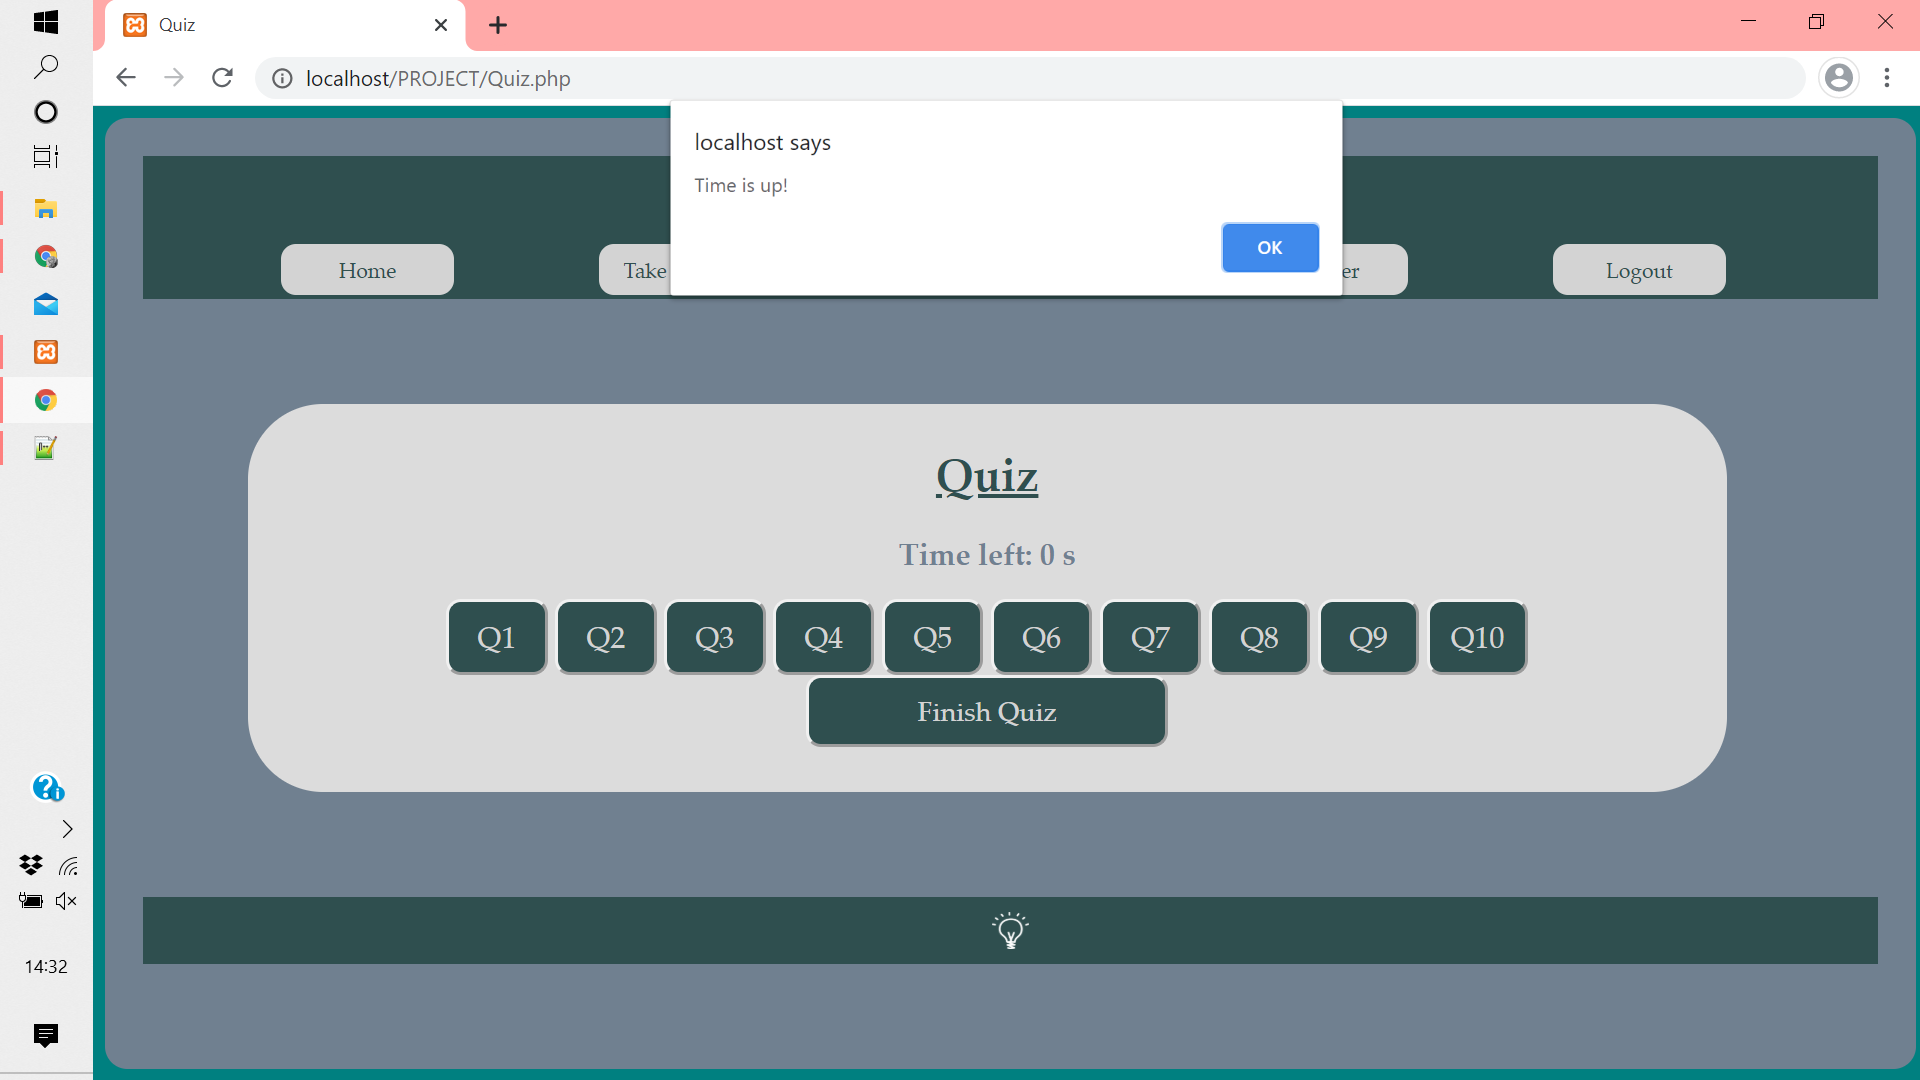 Quiz
localhost/PROJECT/Quiz.php
localhost says
Time is up!
OK
Home
Take
er
Logout
Quiz
Time left: 0 s
Q1 Q2 Q3 Q4 Q5 Q6 Q7 Q8 Q9 Q10
Finish Quiz
14:32